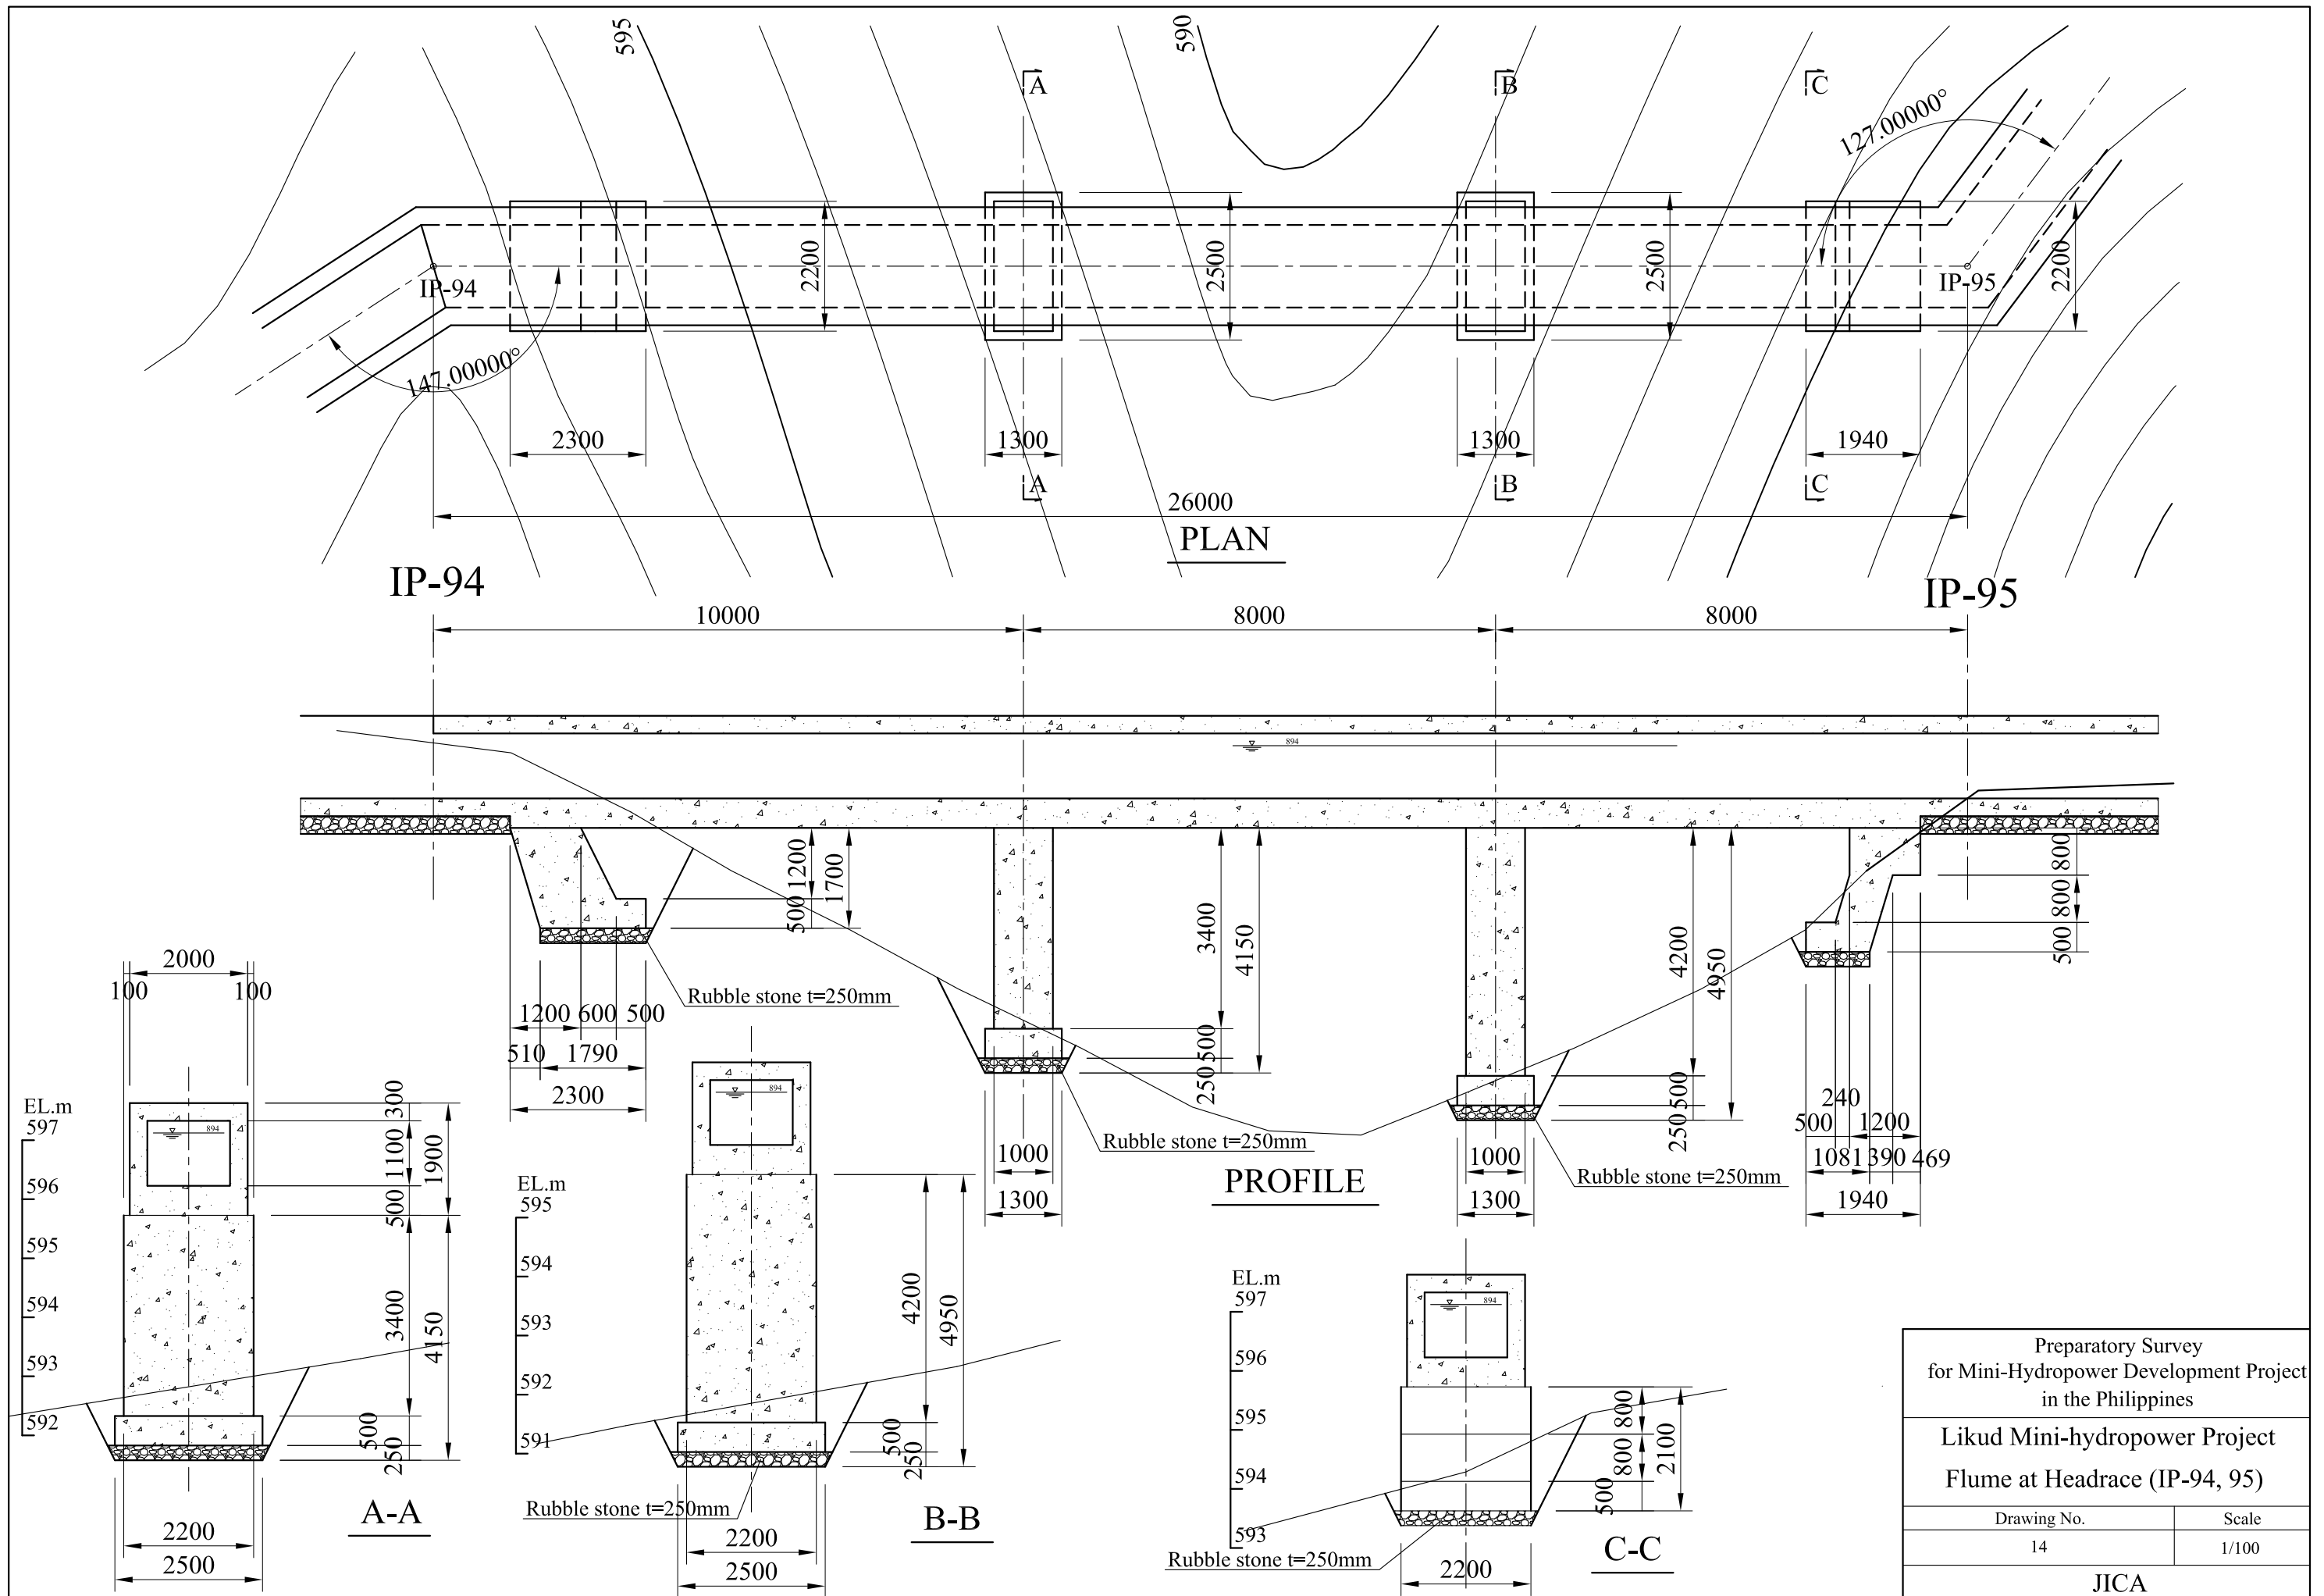 595
590
A
B
C
127.00000°
IP-94
2200
2500
2500
IP-95
2200
147.00000°
2300
1300
1300
1940
A
B
C
26000
PLAN
IP-94
IP-95
10000
8000
8000
894
1200
500
1700
3400
500
250
4150
4200
500
250
4950
800
800
500
Rubble stone t=250mm
1200 600 500
510 1790
2300
Rubble stone t=250mm
1000
1300
PROFILE
1000
1300
Rubble stone t=250mm
240
500 1200
1081 390 469
1940
2000
100 100
EL.m
597
596
595
594
593
592
894
300
1100
500
1900
3400
4150
500
250
2200
2500
A-A
EL.m
595
594
593
592
591
894
4200
4950
500
250
Rubble stone t=250mm
2200
2500
B-B
EL.m
597
596
595
594
593
894
800
800
500
2100
Rubble stone t=250mm
2200
C-C
Preparatory Survey
for Mini-Hydropower Development Project
in the Philippines
Likud Mini-hydropower Project
Flume at Headrace (IP-94, 95)
Drawing No. Scale
14 1/100
JICA